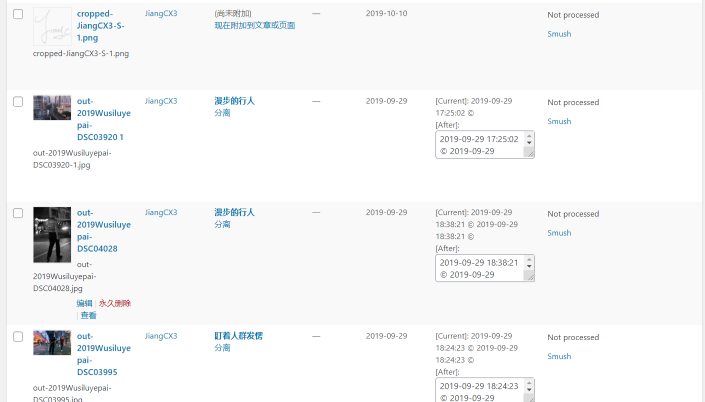 cropped-
JiangCX3-S-
1.png
cropped-JiangCX3-S-1.png
JiangCX3
(尚未附加)
现在附加到文章或页面
—
2019-10-10
Not processed
Smush
out-
2019Wusiluye
pai-
DSC03920 1
out-2019Wusiluyepai-
DSC03920-1.jpg
JiangCX3
漫步的行人
分离
—
2019-09-29
[Current]: 2019-09-29
17:25:02 ©
[After]:
2019-09-29 17:25:02
© 2019-09-29
Not processed
Smush
out-
2019Wusiluye
pai-
DSC04028
out-
2019Wusiluyepai-
DSC04028.jpg
编辑 | 永久删除
| 查看
JiangCX3
漫步的行人
分离
—
2019-09-29
[Current]: 2019-09-29
18:38:21 © 2019-09-29
18:38:21 ©
[After]:
2019-09-29 18:38:21
© 2019-09-29
Not processed
Smush
out-
2019Wusiluye
pai-
DSC03995
out-2019Wusiluyepai-
DSC03995.jpg
JiangCX3
盯着人群发愣
分离
—
2019-09-29
[Current]: 2019-09-29
18:24:23 © 2019-09-29
18:24:23 ©
[After]:
2019-09-29 18:24:23
© 2019-09-29
Not processed
Smush